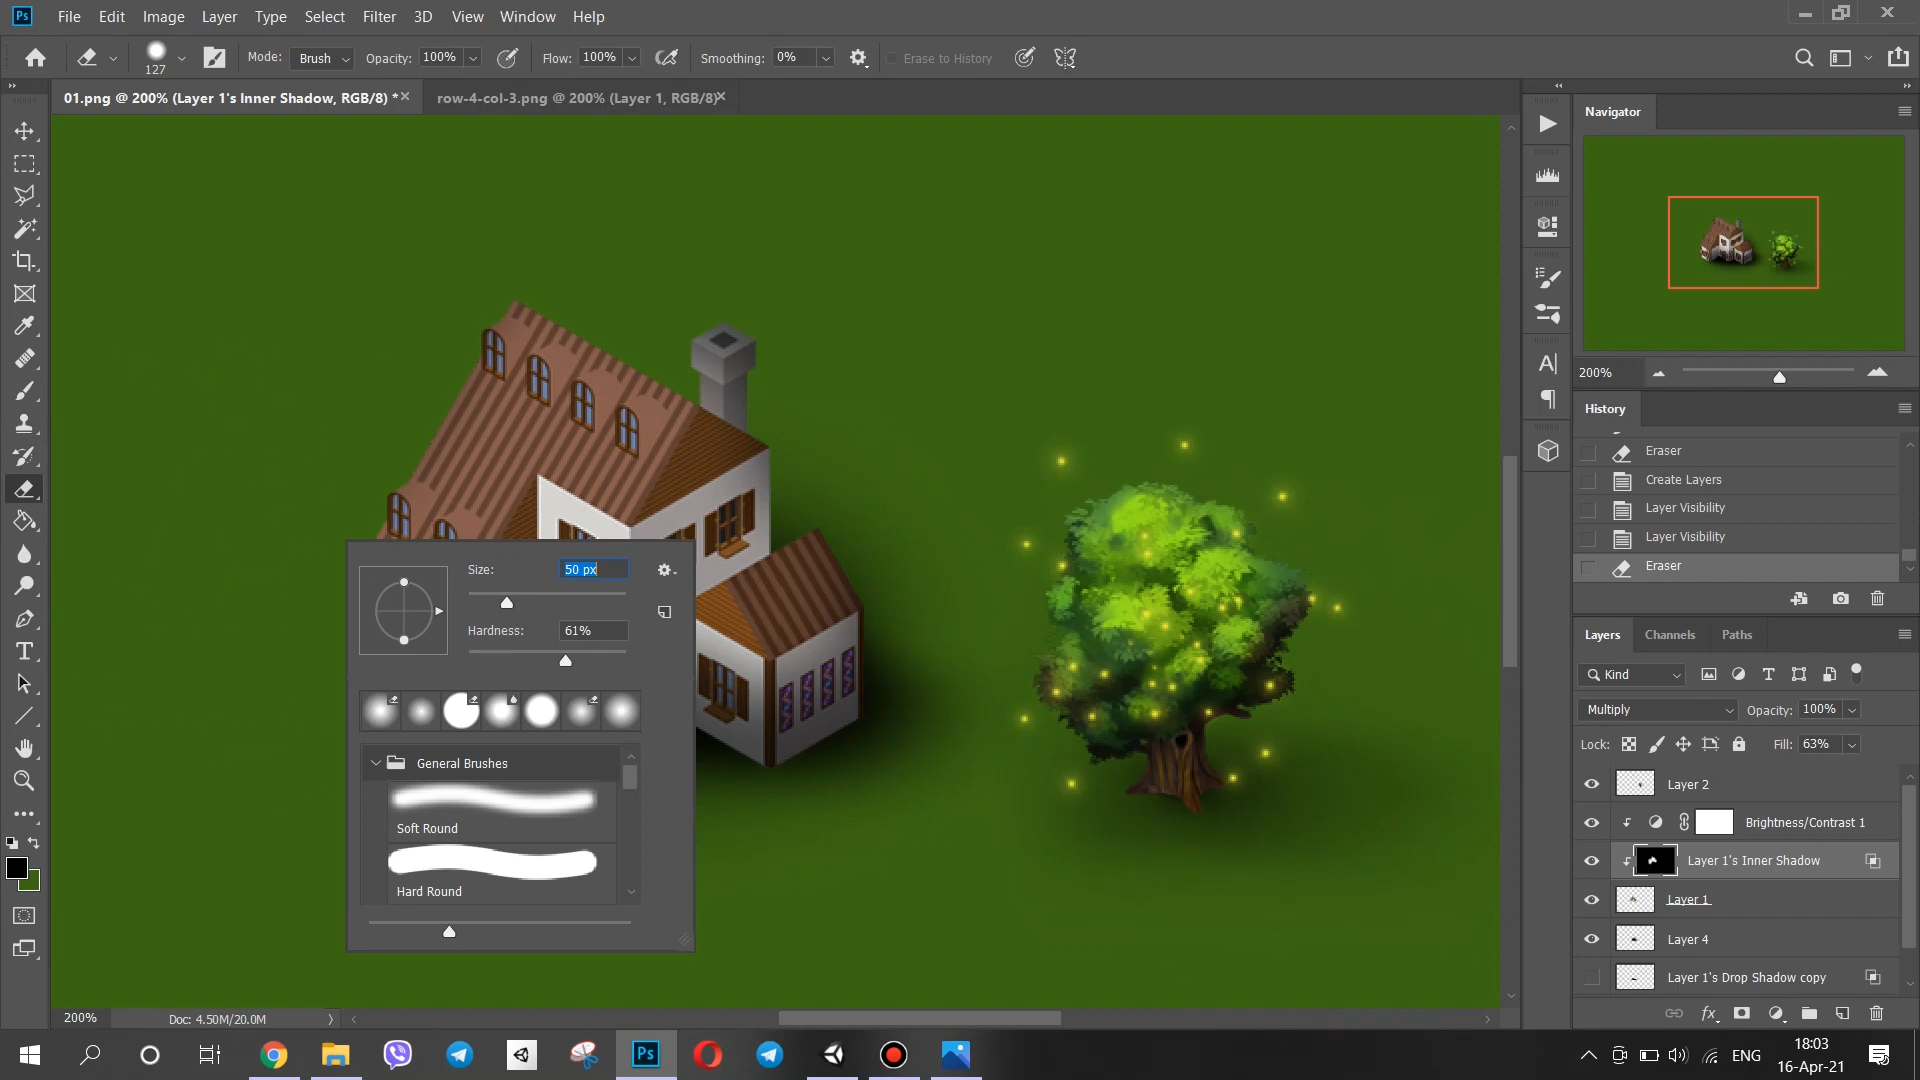 Ps File Edit Image Layer Type Select Filter 3D View Window Help
127 Mode: Brush Opacity: 100% Flow: 100% Smoothing: 0% Erase to History
01.png @ 200% (Layer 1's Inner Shadow, RGB/8) * row-4-col-3.png @ 200% (Layer 1, RGB/8)
Navigator
200%
History
Eraser
Create Layers
Layer Visibility
Layer Visibility
Eraser
Size: 50 px
Hardness: 61%
General Brushes
Soft Round
Hard Round
Layers Channels Paths
Kind
Multiply Opacity: 100%
Lock: Fill: 63%
Layer 2
Brightness/Contrast 1
Layer 1's Inner Shadow
Layer 1
Layer 4
Layer 1's Drop Shadow copy
fx
200% Doc: 4.50M/20.0M
Ps
ENG
18:03
16-Apr-21